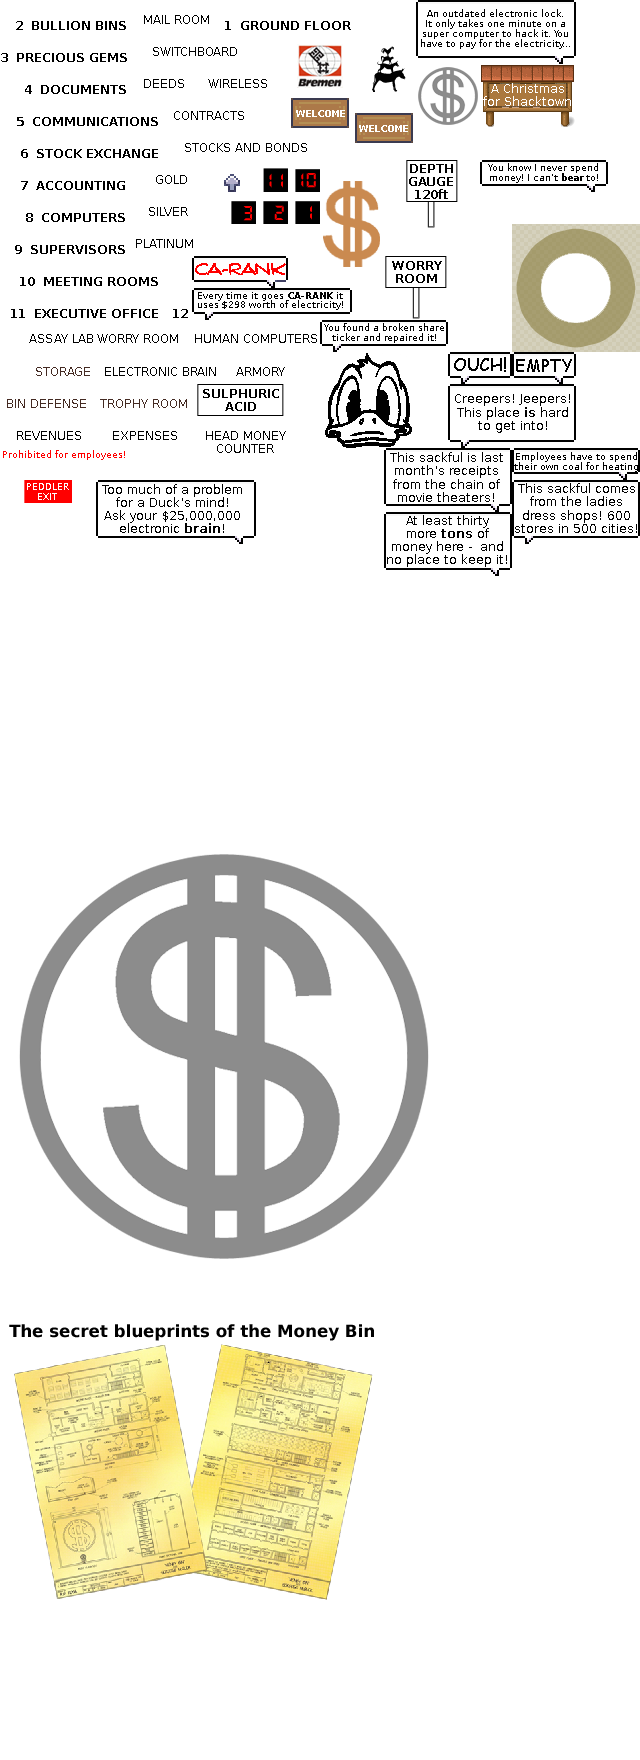 2 BULLION BINS
MAIL ROOM
1 GROUND FLOOR
An outdated electronic lock.
It only takes one minute on a
super computer to hack it. You
have to pay for the electricity...
3 PRECIOUS GEMS
SWITCHBOARD
Bremen
4 DOCUMENTS
DEEDS
WIRELESS
A Christmas
for Shacktown
5 COMMUNICATIONS
CONTRACTS
WELCOME
WELCOME
6 STOCK EXCHANGE
STOCKS AND BONDS
7 ACCOUNTING
GOLD
11 10
DEPTH
GAUGE
120ft
You know I never spend
money! I can't bear to!
8 COMPUTERS
SILVER
3 2 1
$
9 SUPERVISORS
PLATINUM
10 MEETING ROOMS
CA-RANK
WORRY
ROOM
Every time it goes CA-RANK it
uses $298 worth of electricity!
11 EXECUTIVE OFFICE 12
You found a broken share
ticker and repaired it!
ASSAY LAB
WORRY ROOM
HUMAN COMPUTERS
STORAGE
ELECTRONIC BRAIN
ARMORY
OUCH!
EMPTY
BIN DEFENSE
TROPHY ROOM
SULPHURIC
ACID
Creepers! Jeepers!
This place is hard
to get into!
REVENUES
EXPENSES
HEAD MONEY
COUNTER
Prohibited for employees!
This sackful is last
month's receipts
from the chain of
movie theaters!
Employees have to spend
their own coal for heating
PEDDLER
EXIT
Too much of a problem
for a Duck's mind!
Ask your $25,000,000
electronic brain!
This sackful comes
from the ladies
dress shops! 600
stores in 500 cities!
At least thirty
more tons of
money here - and
no place to keep it!
$
The secret blueprints of the Money Bin